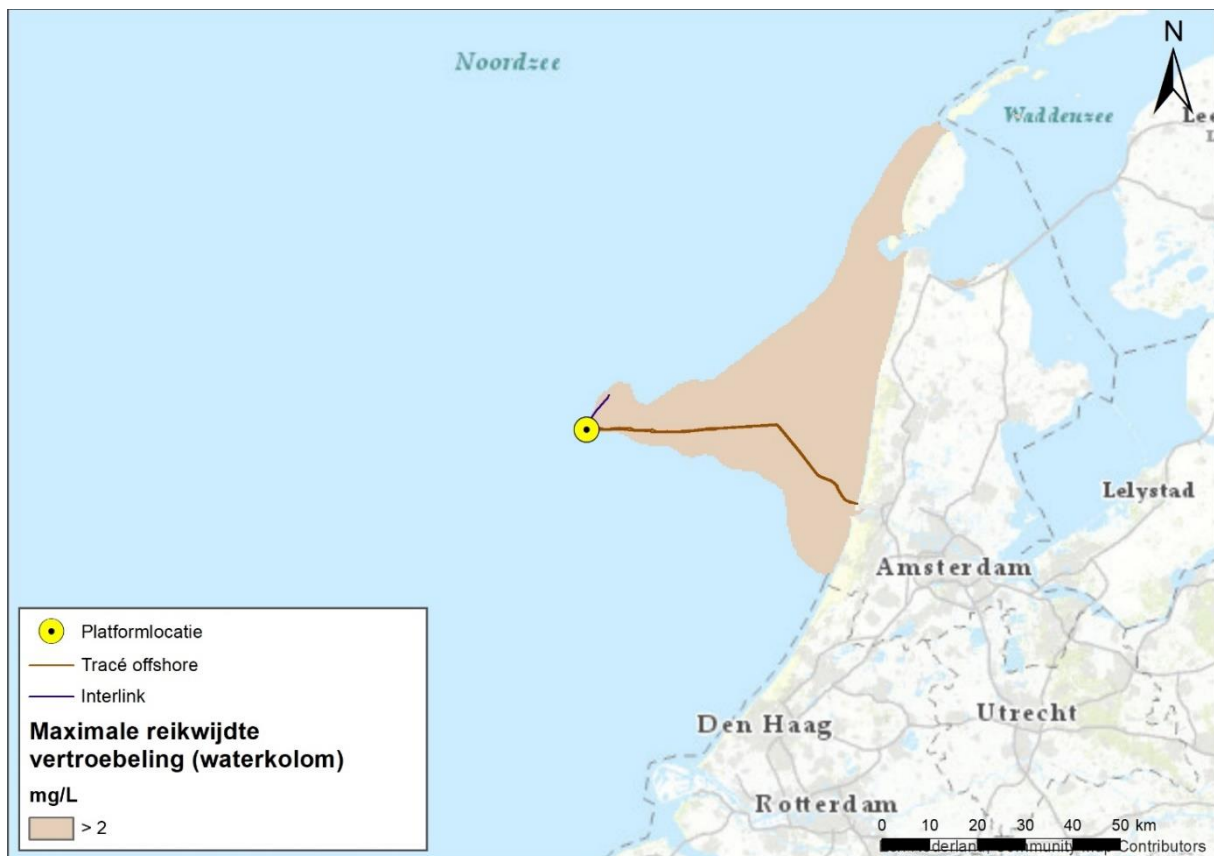 N
Noordzee
Waddenzee
Lee
Lelystad
Amsterdam
Utrecht
Den Haag
Rotterdam
Platformlocatie
Tracé offshore
Interlink
Maximale reikwijdte
vertroebeling (waterkolom)
mg/L
> 2
0 10 20 30 40 50 km
Contributors